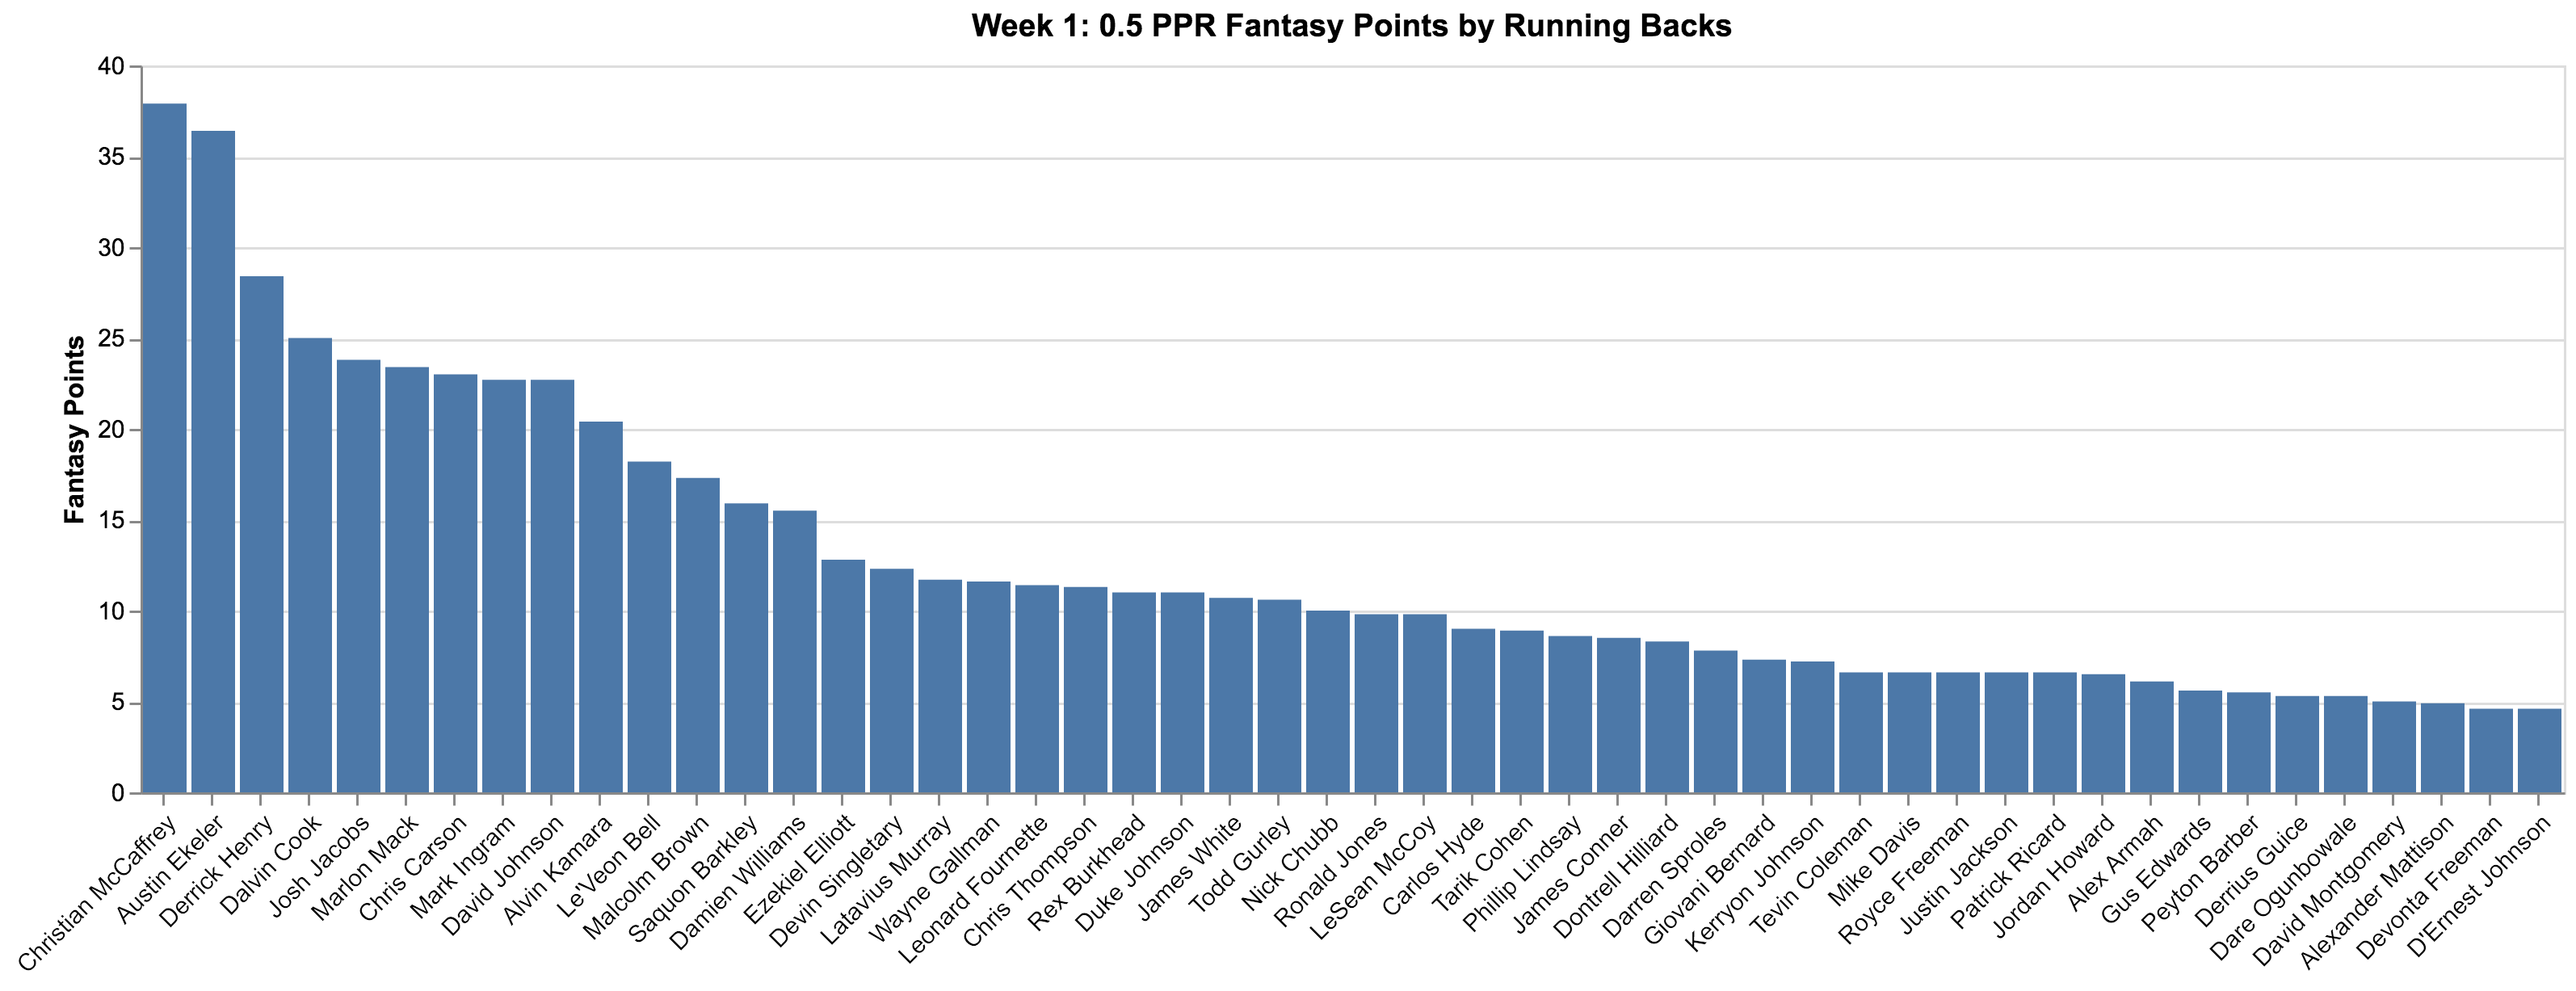 Week 1: 0.5 PPR Fantasy Points by Running Backs
Fantasy Points
40
35
30
25
20
15
10
5
0
Christian McCaffrey
Austin Ekeler
Derrick Henry
Dalvin Cook
Josh Jacobs
Marlon Mack
Chris Carson
Mark Ingram
David Johnson
Alvin Kamara
Le'Veon Bell
Malcolm Brown
Saquon Barkley
Damien Williams
Ezekiel Elliott
Devin Singletary
Latavius Murray
Wayne Gallman
Leonard Fournette
Chris Thompson
Rex Burkhead
Duke Johnson
James White
Todd Gurley
Nick Chubb
Ronald Jones
LeSean McCoy
Carlos Hyde
Tarik Cohen
Phillip Lindsay
James Conner
Dontrell Hilliard
Darren Sproles
Giovani Bernard
Kerryon Johnson
Tevin Coleman
Mike Davis
Royce Freeman
Justin Jackson
Patrick Ricard
Jordan Howard
Alex Armah
Gus Edwards
Peyton Barber
Derrius Guice
Dare Ogunbowale
David Montgomery
Alexander Mattison
Devonta Freeman
D'Ernest Johnson